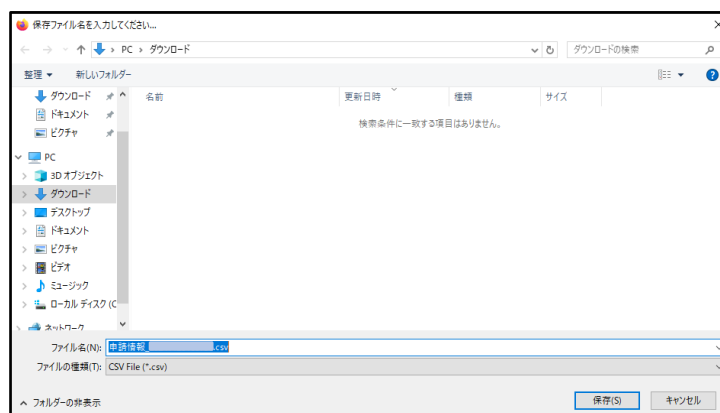 保存ファイル名を入力してください...
PC › ダウンロード
ダウンロードの検索
整理 新しいフォルダー
名前 更新日時 種類 サイズ
検索条件に一致する項目はありません。
ダウンロード
ドキュメント
ピクチャ
PC
3D オブジェクト
ダウンロード
デスクトップ
ドキュメント
ピクチャ
ビデオ
ミュージック
ローカル ディスク (C
ネットワーク
ファイル名(N): 申請情報_ .csv
ファイルの種類(T): CSV File (*.csv)
フォルダーの非表示
保存(S) キャンセル